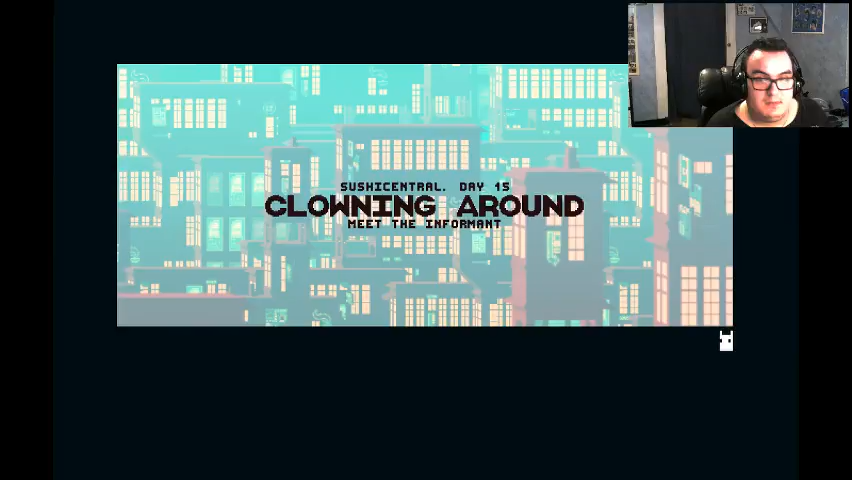 SUSHICENTRAL. DAY 15
CLOWNING AROUND
MEET THE INFORMANT